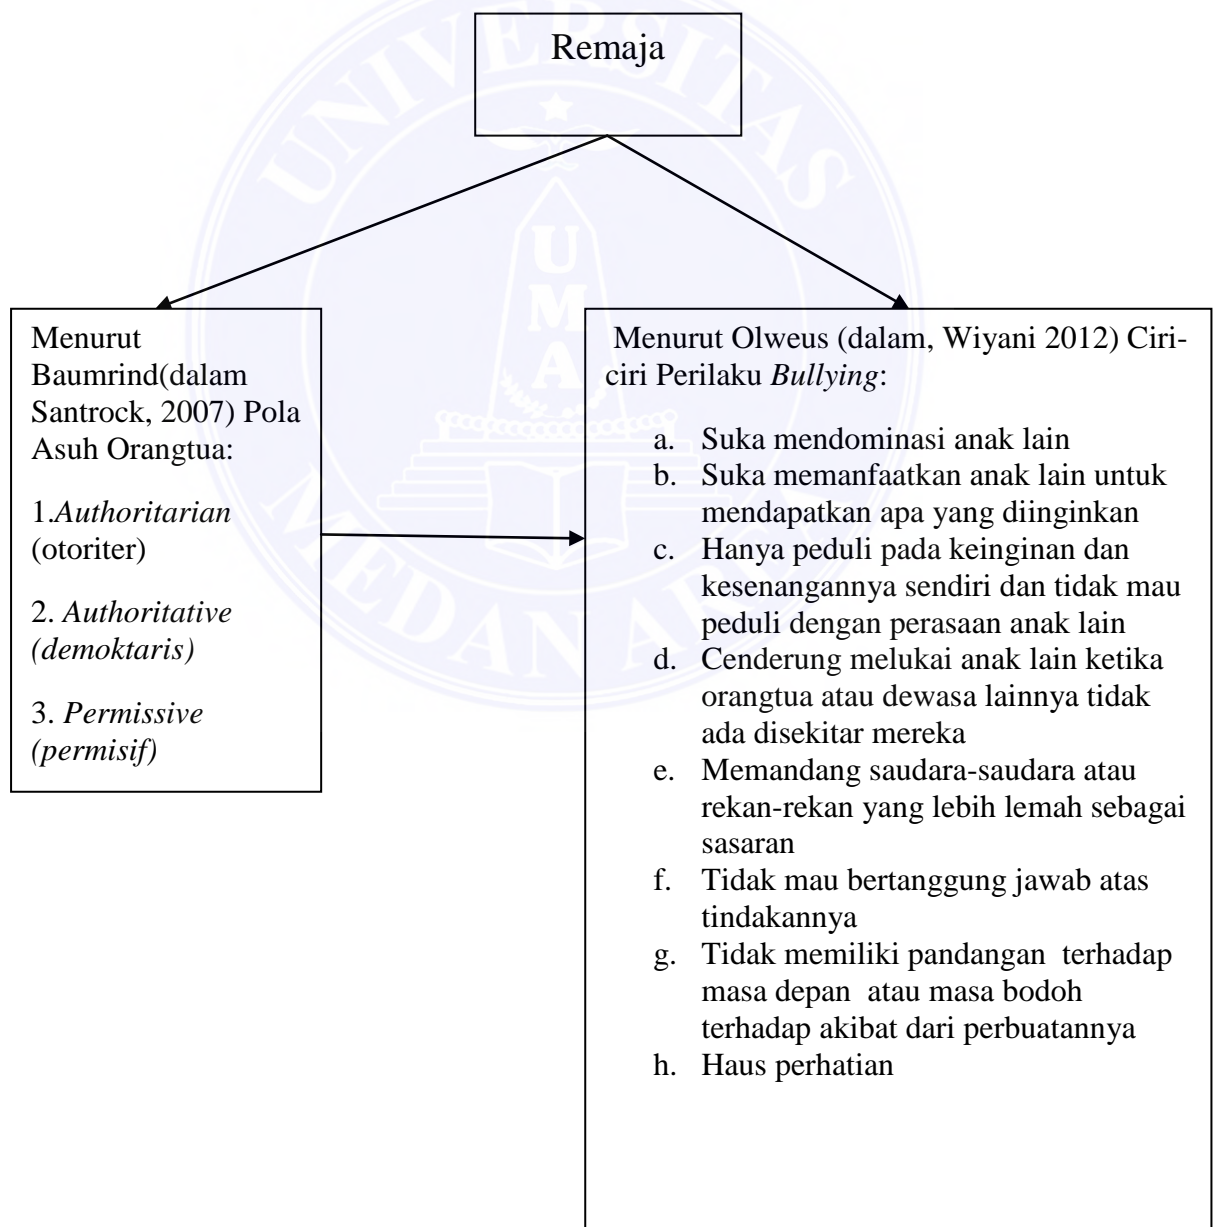 Remaja
Menurut
Baumrind(dalam
Santrock, 2007) Pola
Asuh Orangtua:
1.Authoritarian
(otoriter)
2. Authoritative
(demoktaris)
3. Permissive
(permisif)
Menurut Olweus (dalam, Wiyani 2012) Ciri-
ciri Perilaku Bullying:
a. Suka mendominasi anak lain
b. Suka memanfaatkan anak lain untuk
mendapatkan apa yang diinginkan
c. Hanya peduli pada keinginan dan
kesenangannya sendiri dan tidak mau
peduli dengan perasaan anak lain
d. Cenderung melukai anak lain ketika
orangtua atau dewasa lainnya tidak
ada disekitar mereka
e. Memandang saudara-saudara atau
rekan-rekan yang lebih lemah sebagai
sasaran
f. Tidak mau bertanggung jawab atas
tindakannya
g. Tidak memiliki pandangan terhadap
masa depan atau masa bodoh
terhadap akibat dari perbuatannya
h. Haus perhatian
UNIVERSITAS
MEDAN AREA
UMA